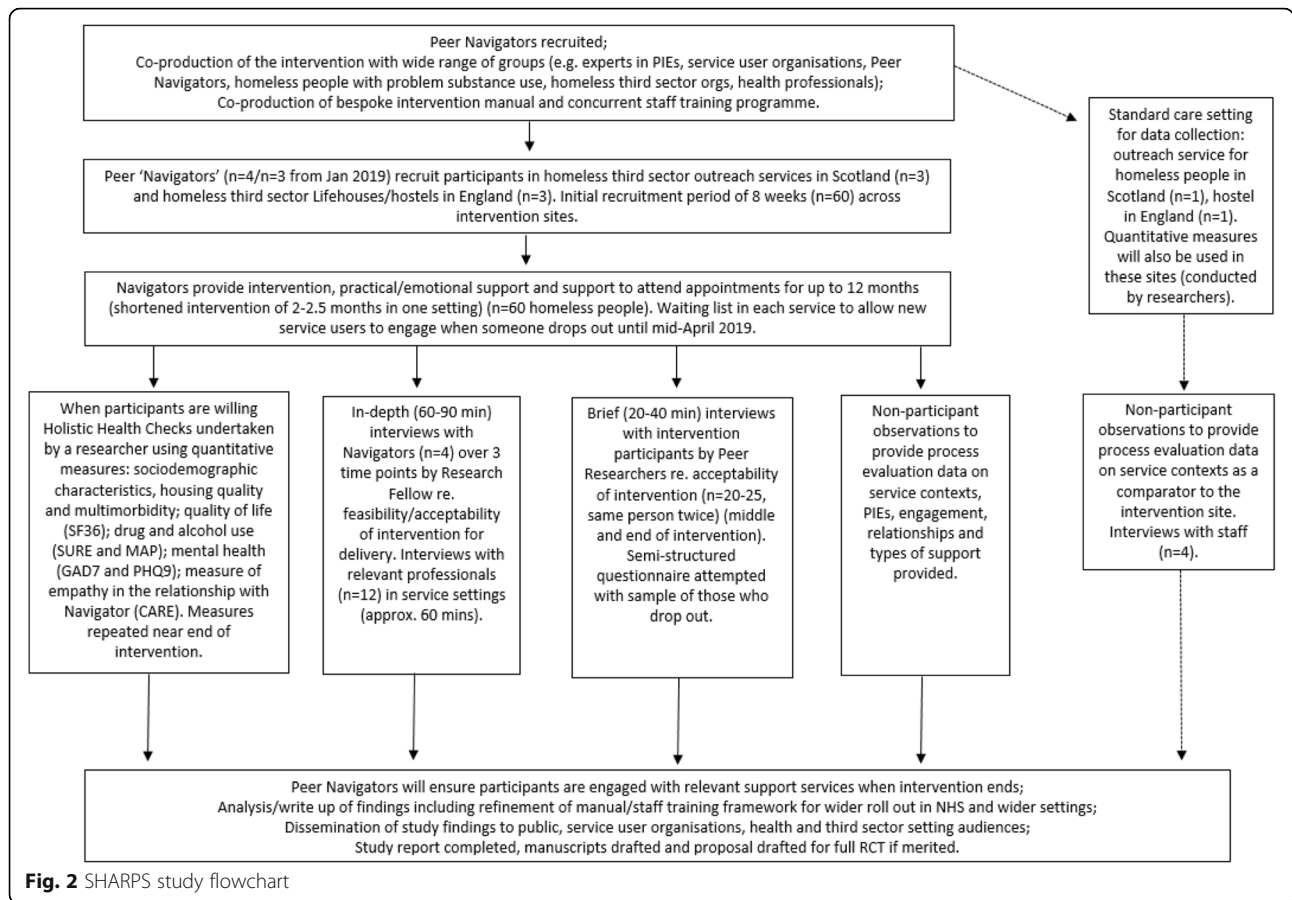 Peer Navigators recruited;
Co-production of the intervention with wide range of groups (e.g. experts in PIEs, service user organisations, Peer
Navigators, homeless people with problem substance use, homeless third sector orgs, health professionals);
Co-production of bespoke intervention manual and concurrent staff training programme.
Standard care setting
for data collection:
outreach service for
homeless people in
Scotland (n=1), hostel
in England (n=1).
Quantitative measures
will also be used in
these sites (conducted
by researchers).
Peer ‘Navigators’ (n=4/n=3 from Jan 2019) recruit participants in homeless third sector outreach services in Scotland (n=3)
and homeless third sector Lifehouses/hostels in England (n=3). Initial recruitment period of 8 weeks (n=60) across
intervention sites.
Navigators provide intervention, practical/emotional support and support to attend appointments for up to 12 months
(shortened intervention of 2-2.5 months in one setting) (n=60 homeless people). Waiting list in each service to allow new
service users to engage when someone drops out until mid-April 2019.
When participants are willing
Holistic Health Checks undertaken
by a researcher using quantitative
measures: sociodemographic
characteristics, housing quality
and multimorbidity; quality of life
(SF36); drug and alcohol use
(SURE and MAP); mental health
(GAD7 and PHQ9); measure of
empathy in the relationship with
Navigator (CARE). Measures
repeated near end of
intervention.
In-depth (60-90 min)
interviews with
Navigators (n=4) over 3
time points by Research
Fellow re.
feasibility/acceptability
of intervention for
delivery. Interviews with
relevant professionals
(n=12) in service settings
(approx. 60 mins).
Brief (20-40 min) interviews
with intervention
participants by Peer
Researchers re. acceptability
of intervention (n=20-25,
same person twice) (middle
and end of intervention).
Semi-structured
questionnaire attempted
with sample of those who
drop out.
Non-participant
observations to
provide process
evaluation data on
service contexts,
PIEs, engagement,
relationships and
types of support
provided.
Non-participant
observations to provide
process evaluation data
on service contexts as a
comparator to the
intervention site.
Interviews with staff
(n=4).
Peer Navigators will ensure participants are engaged with relevant support services when intervention ends;
Analysis/write up of findings including refinement of manual/staff training framework for wider roll out in NHS and wider settings;
Dissemination of study findings to public, service user organisations, health and third sector setting audiences;
Study report completed, manuscripts drafted and proposal drafted for full RCT if merited.
Fig. 2 SHARPS study flowchart